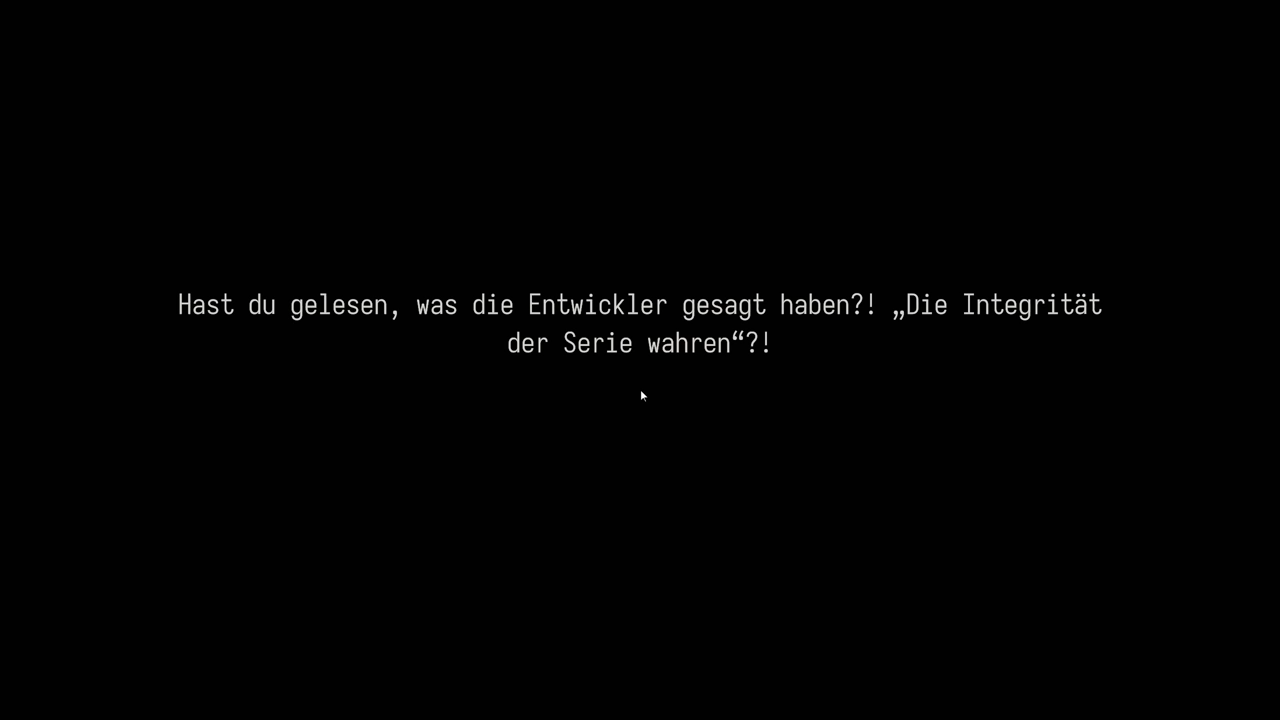 Hast du gelesen, was die Entwickler gesagt haben?! „Die Integrität
der Serie wahren“?!